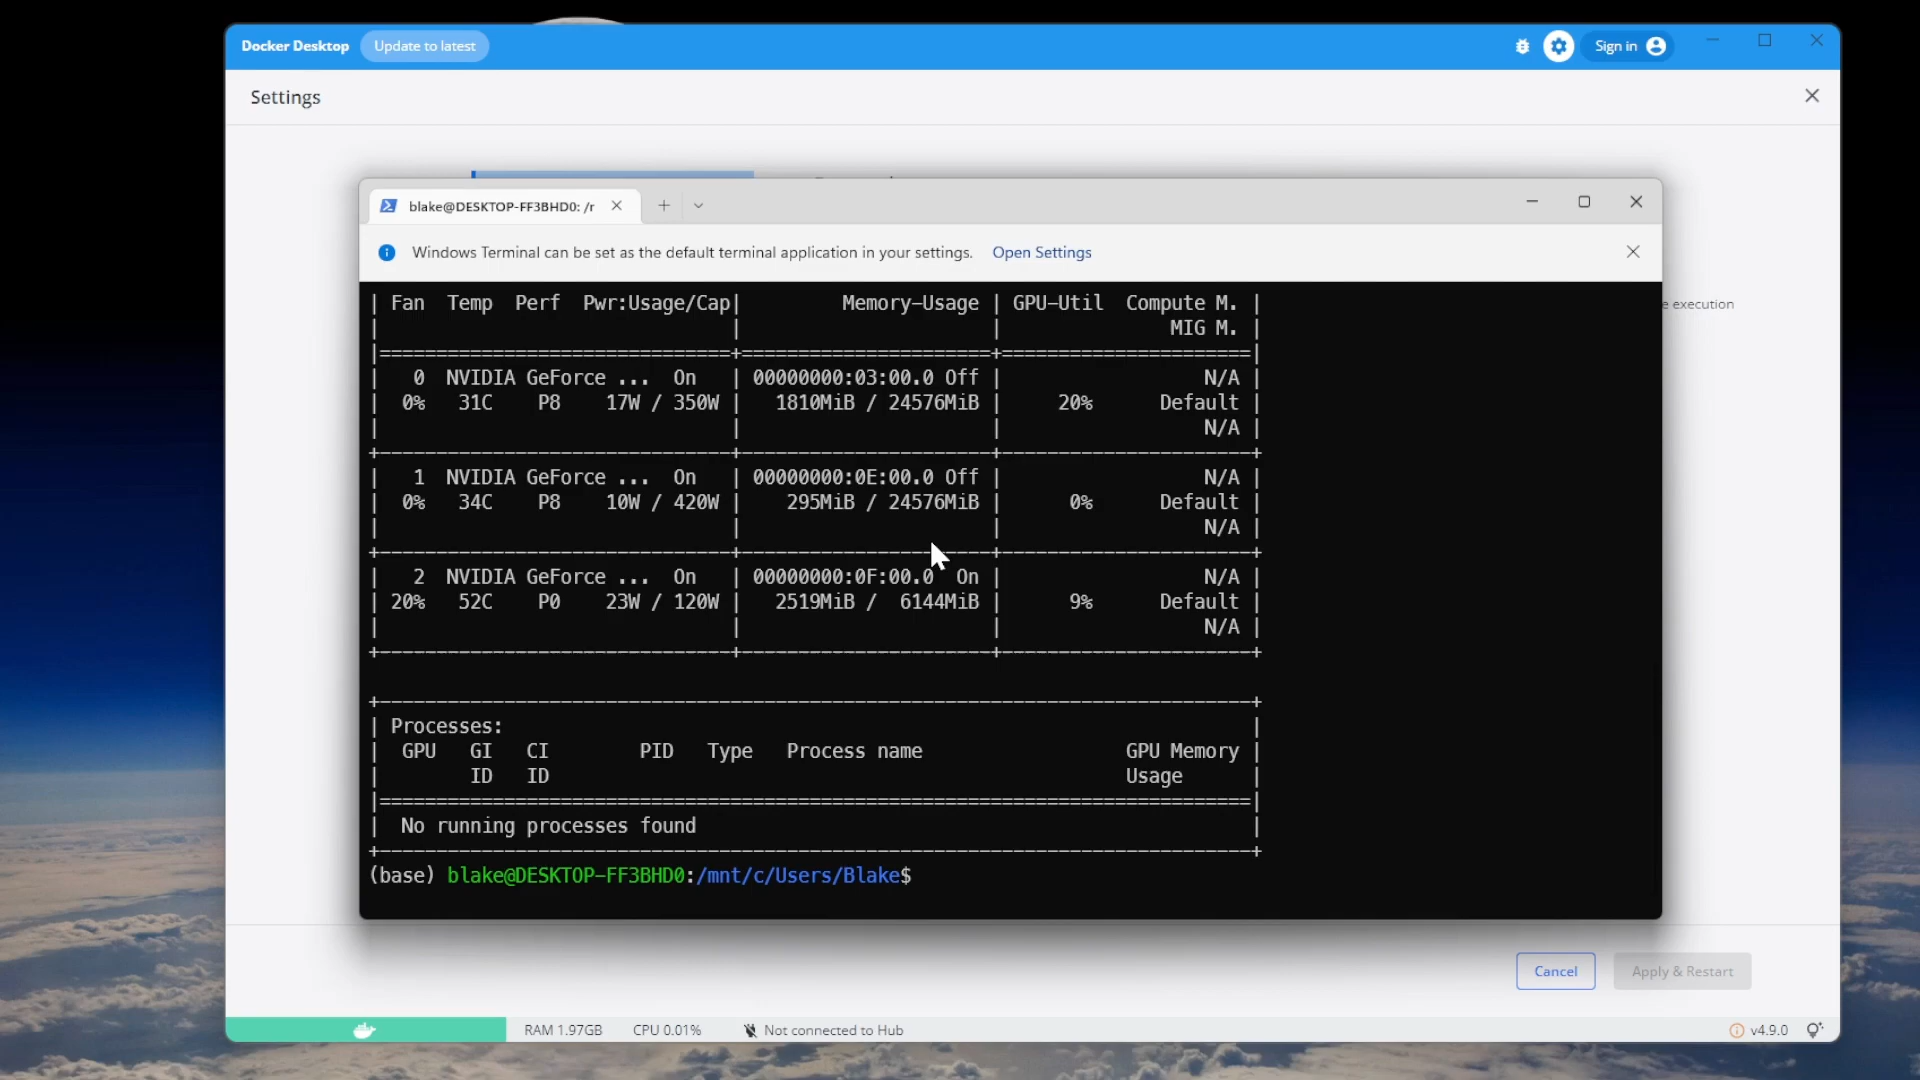 Docker Desktop Update to latest Sign in
Settings
blake@DESKTOP-FF3BHD0: /r
Windows Terminal can be set as the default terminal application in your settings. Open Settings
| Fan  Temp  Perf  Pwr:Usage/Cap|         Memory-Usage | GPU-Util  Compute M. |
|                               |                      |               MIG M. |
|===============================+======================+======================|
|   0  NVIDIA GeForce ...  On   | 00000000:03:00.0 Off |                  N/A |
|  0%   31C    P8    17W / 350W |   1810MiB / 24576MiB |     20%      Default |
|                               |                      |                  N/A |
+-------------------------------+----------------------+----------------------+
|   1  NVIDIA GeForce ...  On   | 00000000:0E:00.0 Off |                  N/A |
|  0%   34C    P8    10W / 420W |    295MiB / 24576MiB |      0%      Default |
|                               |                      |                  N/A |
+-------------------------------+----------------------+----------------------+
|   2  NVIDIA GeForce ...  On   | 00000000:0F:00.0  On |                  N/A |
| 20%   52C    P0    23W / 120W |   2519MiB /  6144MiB |      9%      Default |
|                               |                      |                  N/A |
+-------------------------------+----------------------+----------------------+
+-----------------------------------------------------------------------------+
| Processes:                                                                  |
|  GPU   GI   CI        PID   Type   Process name                  GPU Memory |
|        ID   ID                                                   Usage      |
|=============================================================================|
|  No running processes found                                                 |
+-----------------------------------------------------------------------------+
(base) blake@DESKTOP-FF3BHD0:/mnt/c/Users/Blake$
execution
Cancel Apply & Restart
RAM 1.97GB CPU 0.01% Not connected to Hub v4.9.0